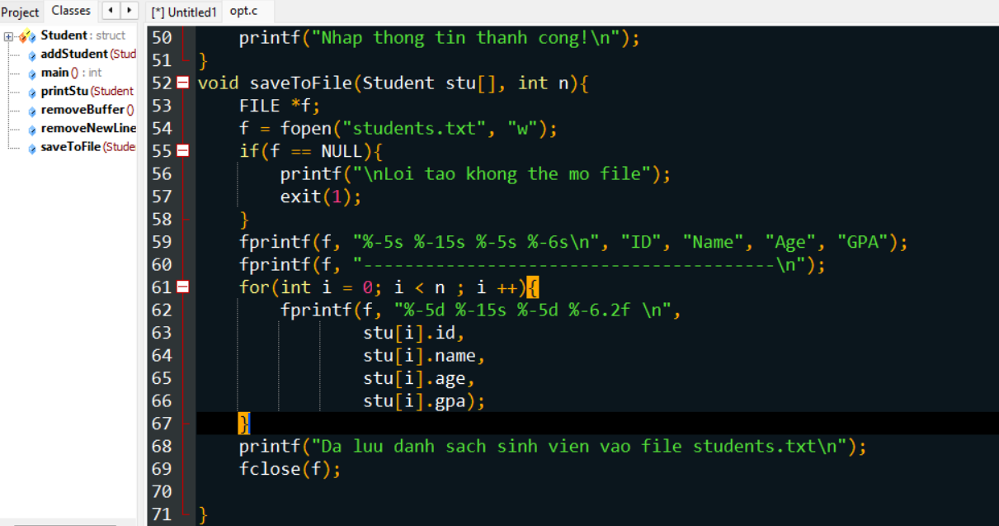 Project Classes
[*] Untitled1 opt.c
Student : struct
addStudent (Stud
main () : int
printStu (Student
removeBuffer ()
removeNewLine
saveToFile (Stude
50 printf("Nhap thong tin thanh cong!\n");
51 }
52 void saveToFile(Student stu[], int n){
53 FILE *f;
54 f = fopen("students.txt", "w");
55 if(f == NULL){
56 printf("\nLoi tao khong the mo file");
57 exit(1);
58 }
59 fprintf(f, "%-5s %-15s %-5s %-6s\n", "ID", "Name", "Age", "GPA");
60 fprintf(f, "----------------------------------------\n");
61 for(int i = 0; i < n ; i ++){
62 fprintf(f, "%-5d %-15s %-5d %-6.2f \n",
63 stu[i].id,
64 stu[i].name,
65 stu[i].age,
66 stu[i].gpa);
67 }
68 printf("Da luu danh sach sinh vien vao file students.txt\n");
69 fclose(f);
70
71 }